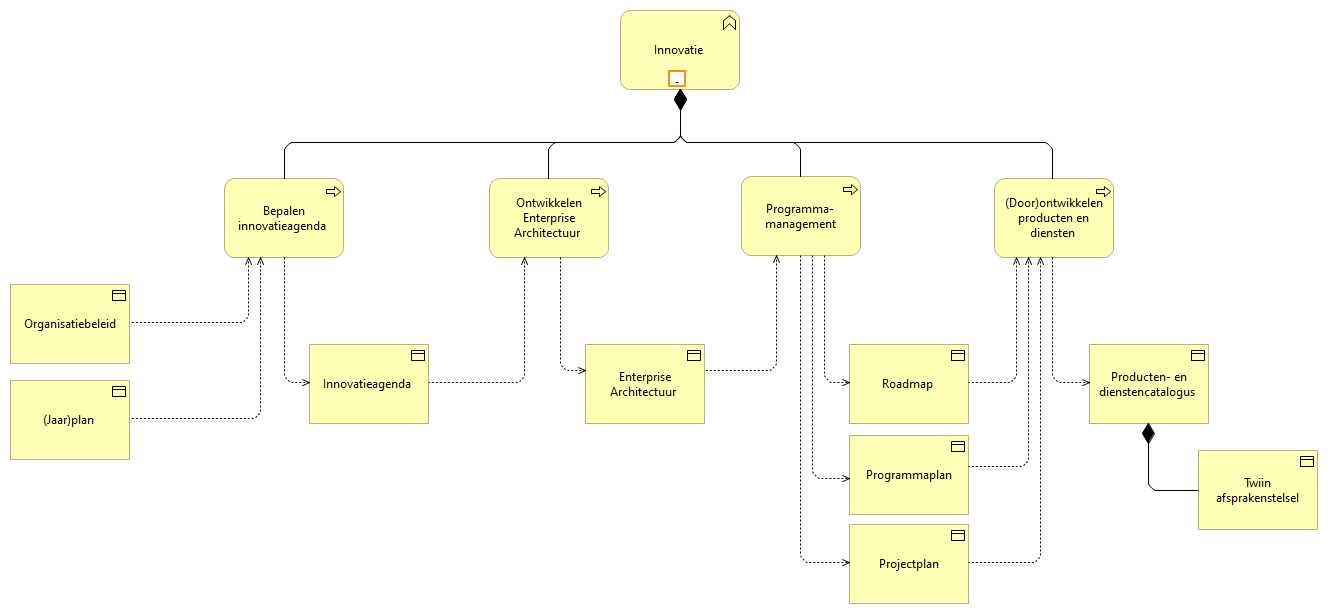 Innovatie
Bepalen
innovatieagenda
Ontwikkelen
Enterprise
Architectuur
Programma-
management
(Door)ontwikkelen
producten en
diensten
Organisatiebeleid
(Jaar)plan
Innovatieagenda
Enterprise
Architectuur
Roadmap
Programmaplan
Projectplan
Producten- en
dienstencatalogus
Twiin
afsprakenstelsel